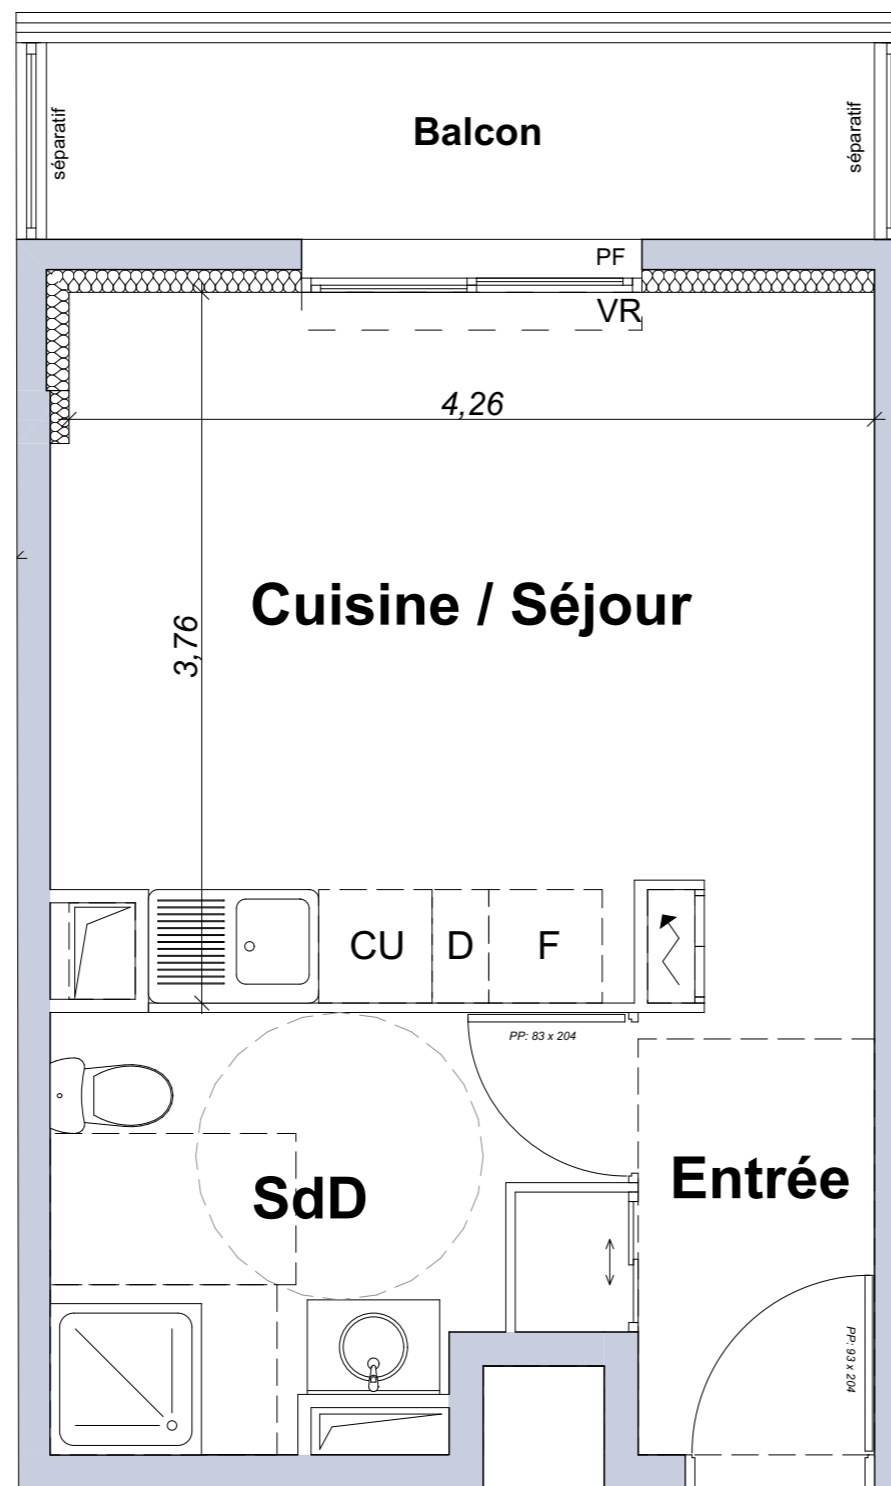 séparatif
Balcon
séparatif
PF
VR
4,26
Cuisine / Séjour
3,76
CU
D
F
PP: 83 x 204
Entrée
SdD
PP: 93 x 204